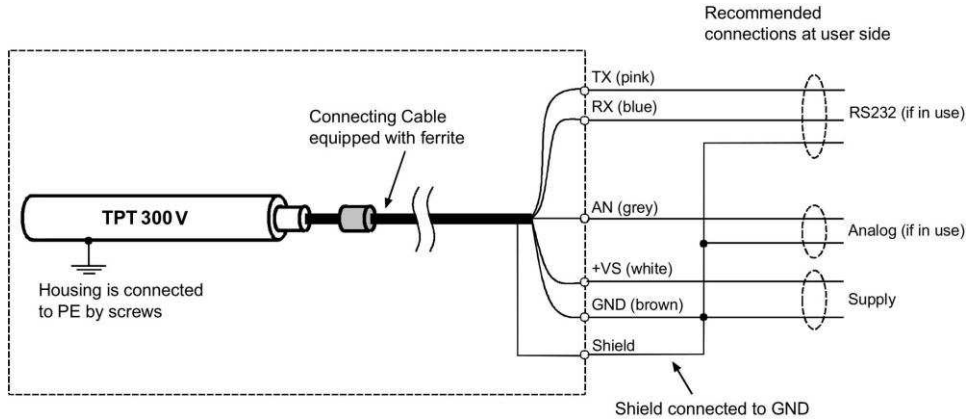 Recommended
connections at user side
TX (pink)
RX (blue)
RS232 (if in use)
Connecting Cable
equipped with ferrite
TPT 300 V
AN (grey)
Analog (if in use)
+VS (white)
Housing is connected
to PE by screws
GND (brown)
Supply
Shield
Shield connected to GND